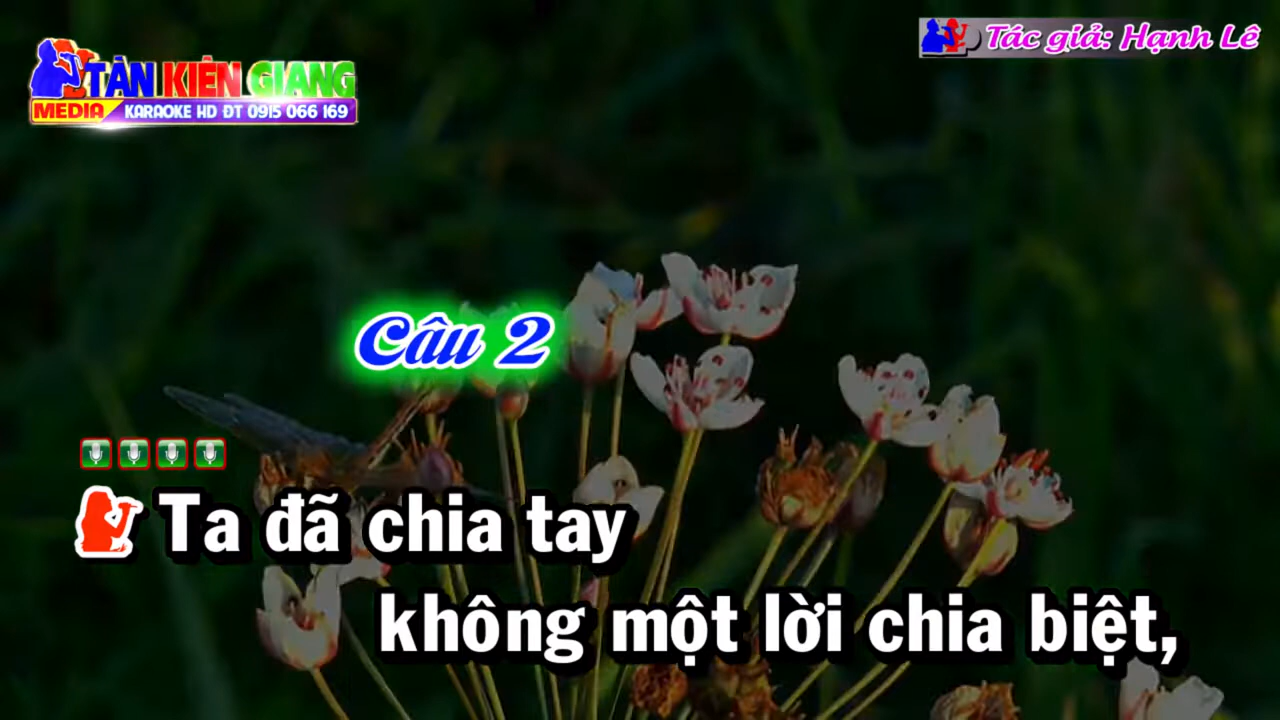 Tác giả: Hạnh Lê
TÂN KIÊN GIANG
MEDIA KARAOKE HD ĐT 0915 066 169
Câu 2
Ta đã chia tay
không một lời chia biệt,